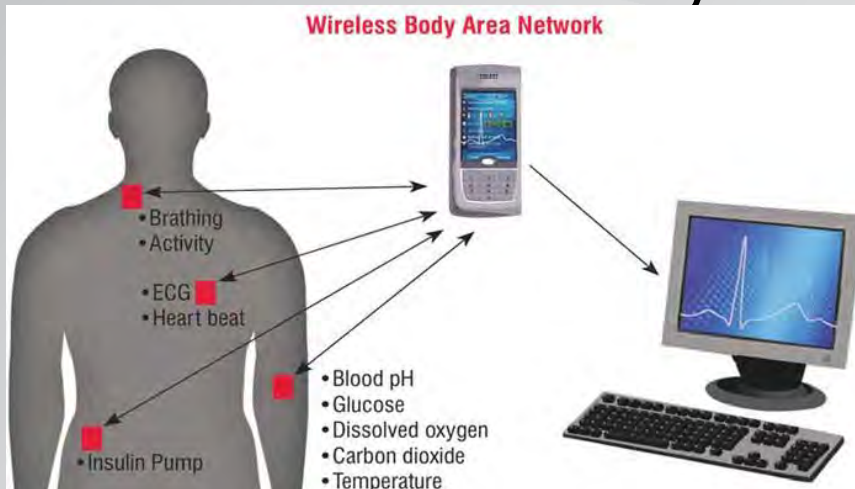 Wireless Body Area Network
• Brathing
• Activity
• ECG
• Heart beat
• Blood pH
• Glucose
• Dissolved oxygen
• Carbon dioxide
• Temperature
• Insulin Pump